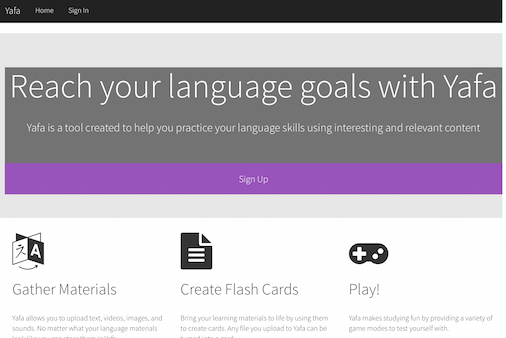 Yafa Home Sign In
Reach your language goals with Yafa
Yafa is a tool created to help you practice your language skills using interesting and relevant content
Sign Up
A
Gather Materials
Yafa allows you to upload text, videos, images, and
sounds. No matter what your language materials
Create Flash Cards
Bring your learning materials to life by using them
to create cards. Any file you upload to Yafa can be
Play!
Yafa makes studying fun by providing a variety of
game modes to test yourself with.